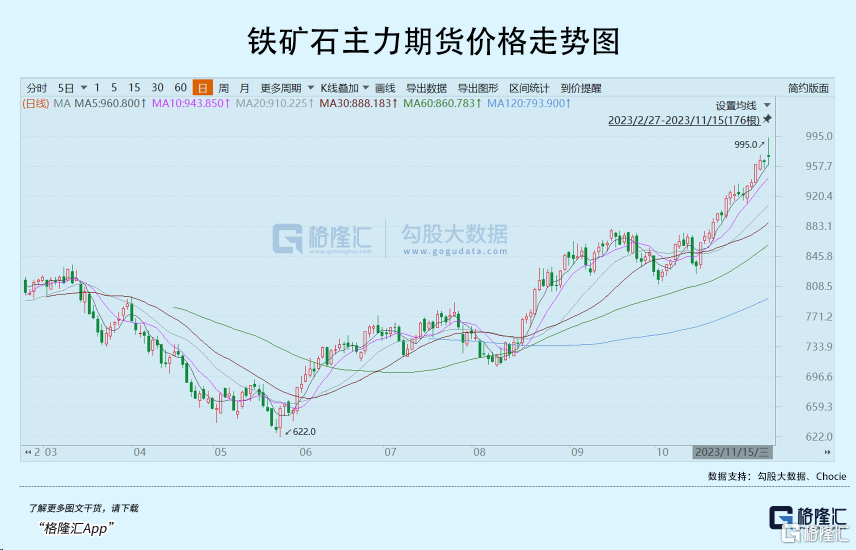 铁矿石主力期货价格走势图
分时 5日 1 5 15 30 60 日 周 月 更多周期 K线叠加 画线 导出数据 导出图形 区间统计 到价提醒 简约版面
(日线) MA MA5:960.800↑ MA10:943.850↑ MA20:910.225↑ MA30:888.183↑ MA60:860.783↑ MA120:793.900↑ 设置均线
2023/2/27-2023/11/15(176根)
995.0
995.0
957.7
920.4
883.1
845.8
808.5
771.2
733.9
696.6
659.3
622.0
622.0
格隆汇 勾股大数据
www.gelonghui.com www.gogudata.com
2 03 04 05 06 07 08 09 10 2023/11/15/三
数据支持：勾股大数据、Chocie
了解更多图文干货，请下载
“格隆汇App”
格隆汇
格隆汇